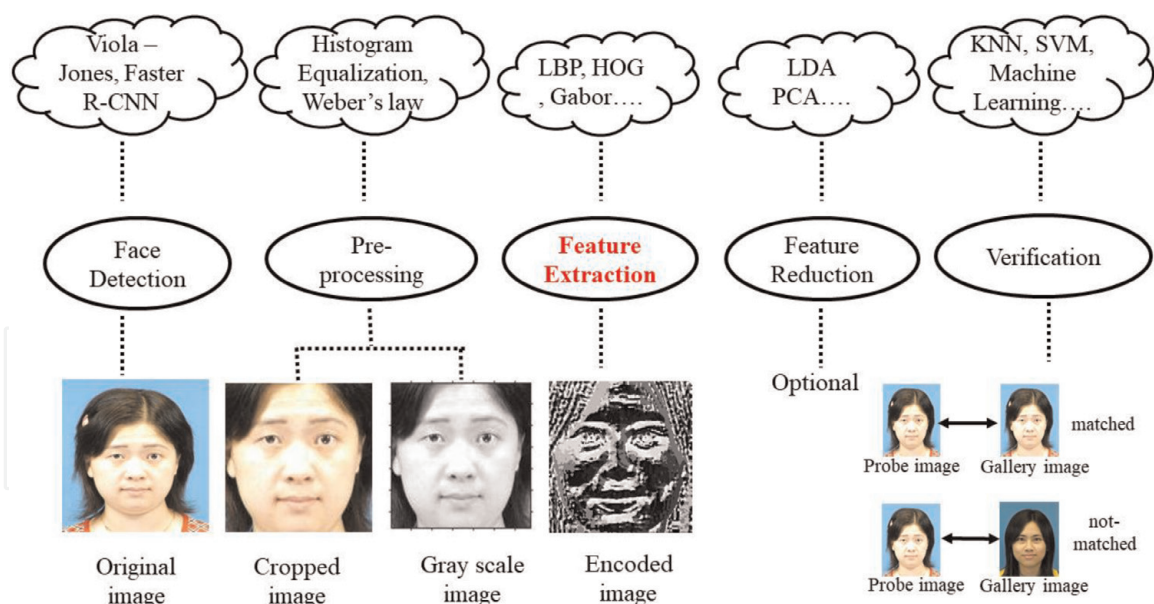 Viola –
Jones, Faster
R-CNN
Histogram
Equalization,
Weber's law
LBP, HOG
, Gabor….
LDA
PCA….
KNN, SVM,
Machine
Learning….
Face
Detection
Pre-
processing
Feature
Extraction
Feature
Reduction
Verification
Optional
Original
image
Cropped
image
Gray scale
image
Encoded
image
Probe image
Gallery image
matched
Probe image
Gallery image
not-
matched